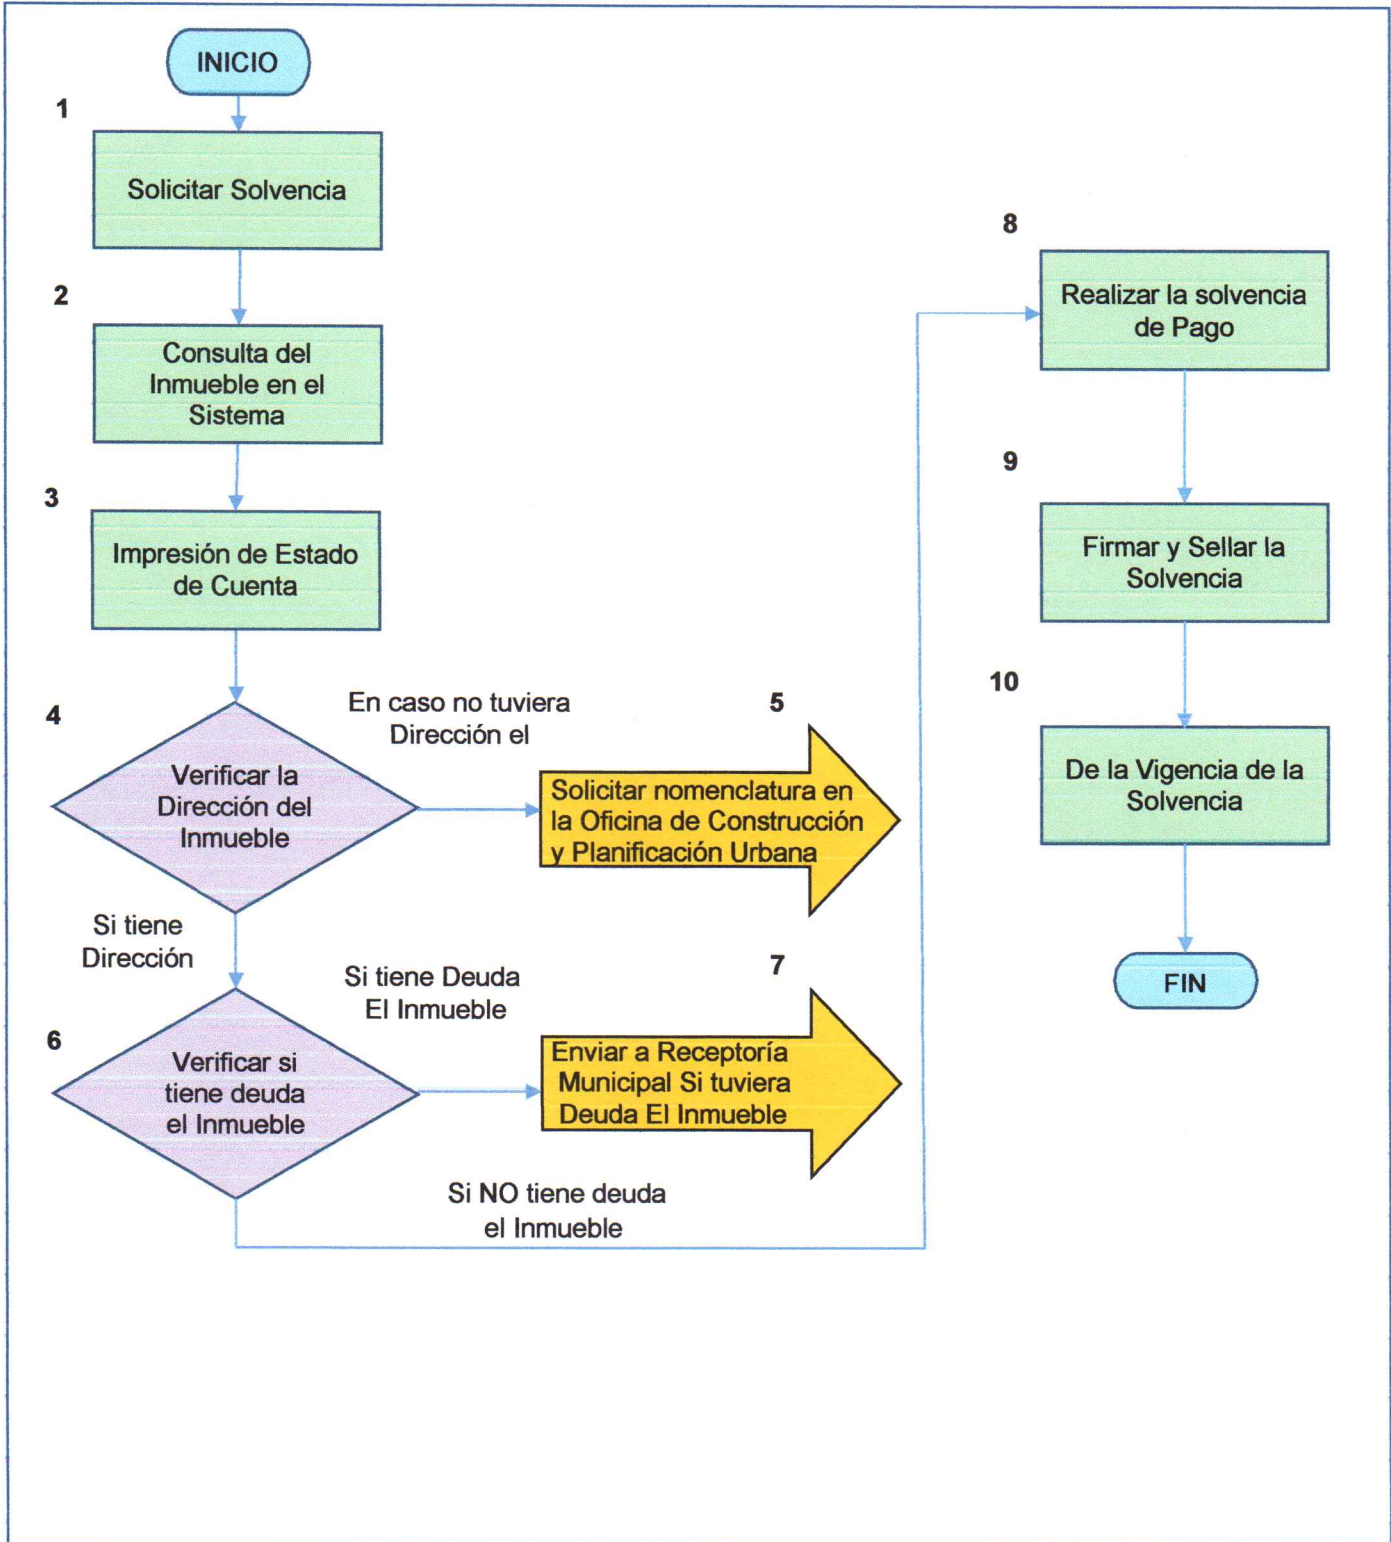 INICIO
1
Solicitar Solvencia
2
Consulta del
Inmueble en el
Sistema
3
Impresión de Estado
de Cuenta
4
Verificar la
Dirección del
Inmueble
En caso no tuviera
Dirección el
5
Solicitar nomenclatura en
la Oficina de Construcción
y Planificación Urbana
Si tiene
Dirección
6
Verificar si
tiene deuda
el Inmueble
Si tiene Deuda
El Inmueble
7
Enviar a Receptoría
Municipal Si tuviera
Deuda El Inmueble
Si NO tiene deuda
el Inmueble
8
Realizar la solvencia
de Pago
9
Firmar y Sellar la
Solvencia
10
De la Vigencia de la
Solvencia
FIN